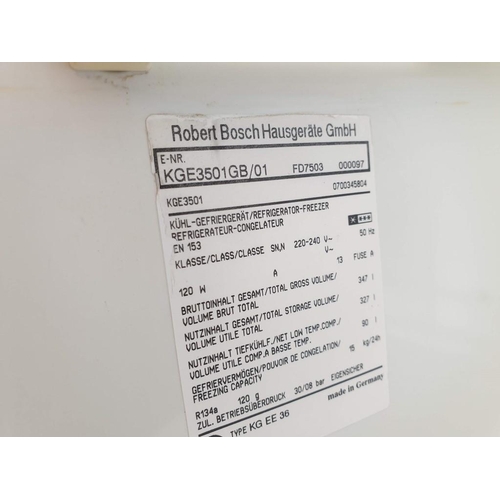 Robert Bosch Hausgeräte GmbH
E-NR.
KGE3501GB/01 FD7503 000097
KGE3501 0700345804
KÜHL-GEFRIERGERÄT/REFRIGERATOR-FREEZER
REFRIGERATEUR-CONGELATEUR
EN 153
KLASSE/CLASS/CLASSE SN,N 220-240 V~ 50 Hz
V~
120 W A 13 FUSE A
BRUTTOINHALT GESAMT/TOTAL GROSS VOLUME/ 347 l
VOLUME BRUT TOTAL
NUTZINHALT GESAMT/TOTAL STORAGE VOLUME/ 327 l
VOLUME UTILE TOTAL
NUTZINHALT TIEFKÜHLF./NET LOW TEMP.COMP./ 90 l
VOLUME UTILE COMP.A BASSE TEMP.
GEFRIERVERMÖGEN/POUVOIR DE CONGELATION/ 15 kg/24h
FREEZING CAPACITY
R134a 120 g
ZUL. BETRIEBSÜBERDRUCK 30/08 bar EIGENSICHER
made in Germany
TYPE KG EE 36